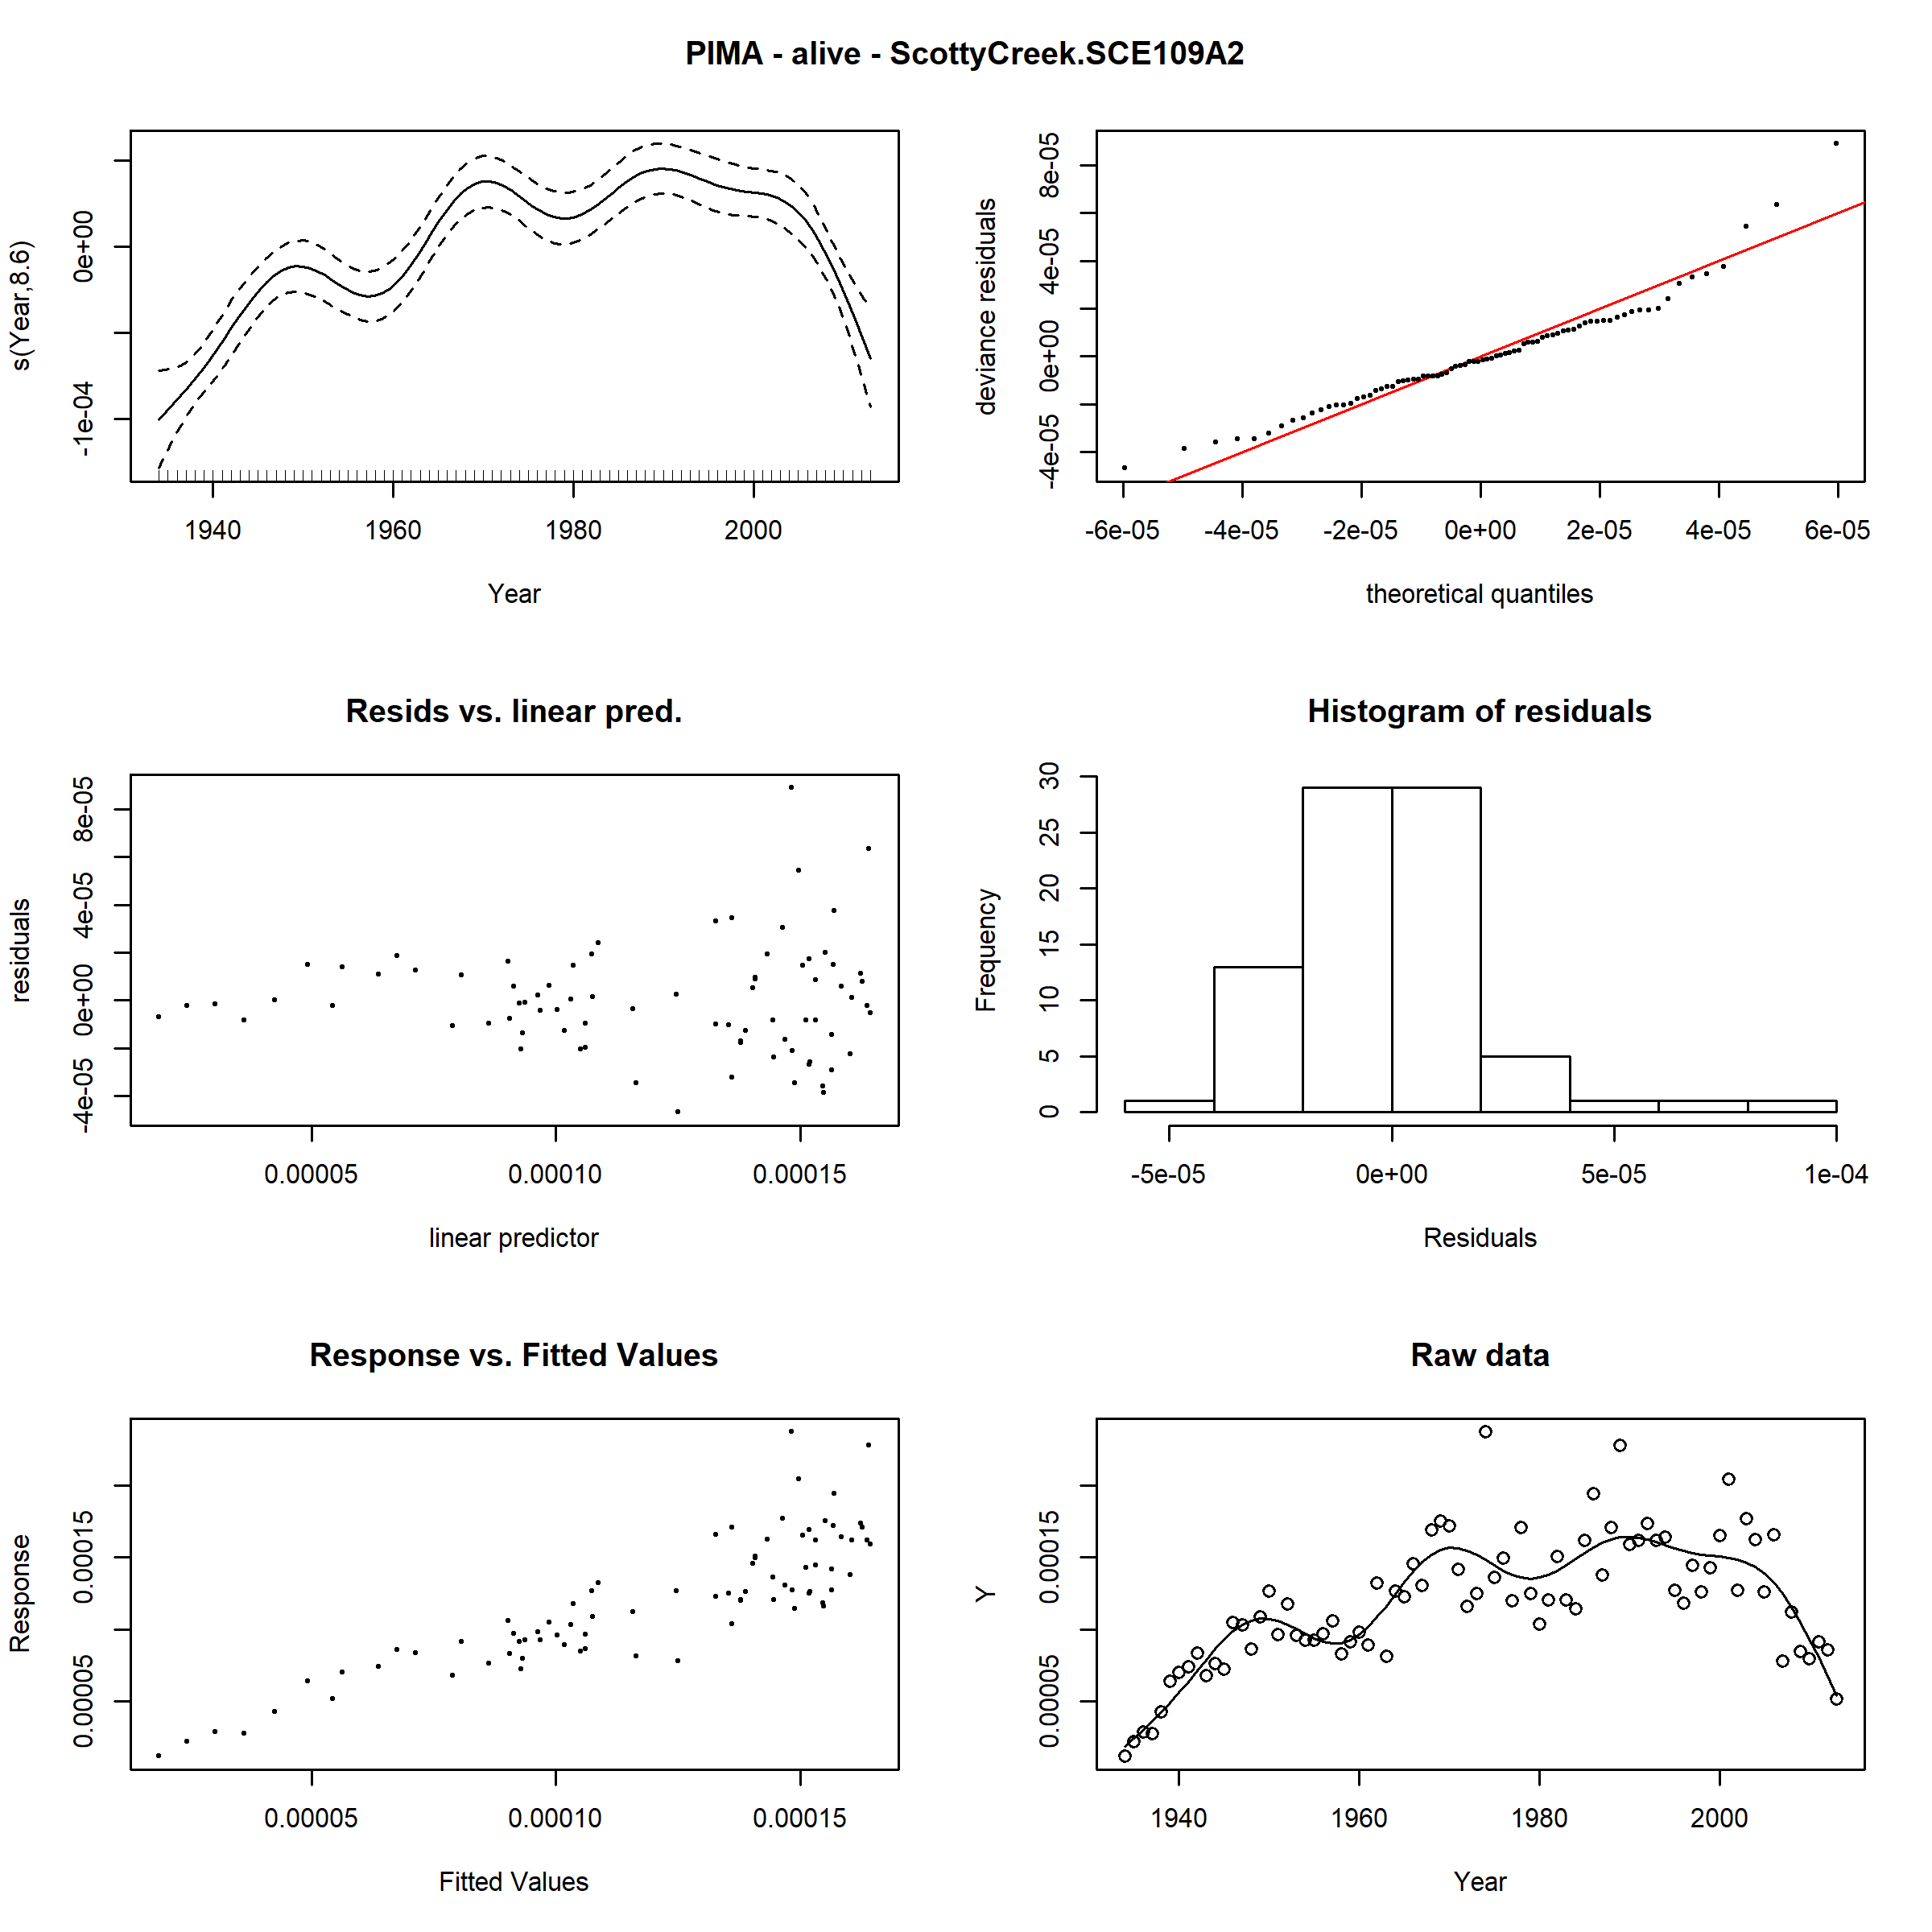 PIMA - alive - ScottyCreek.SCE109A2
s(Year,8.6)
0e+00
-1e-04
1940 1960 1980 2000
Year
deviance residuals
8e-05
4e-05
0e+00
-4e-05
-6e-05 -4e-05 -2e-05 0e+00 2e-05 4e-05 6e-05
theoretical quantiles
Resids vs. linear pred.
residuals
8e-05
4e-05
0e+00
-4e-05
0.00005 0.00010 0.00015
linear predictor
Histogram of residuals
Frequency
30
25
20
15
10
5
0
-5e-05 0e+00 5e-05 1e-04
Residuals
Response vs. Fitted Values
Response
0.00015
0.00005
0.00005 0.00010 0.00015
Fitted Values
Raw data
Y
0.00015
0.00005
1940 1960 1980 2000
Year